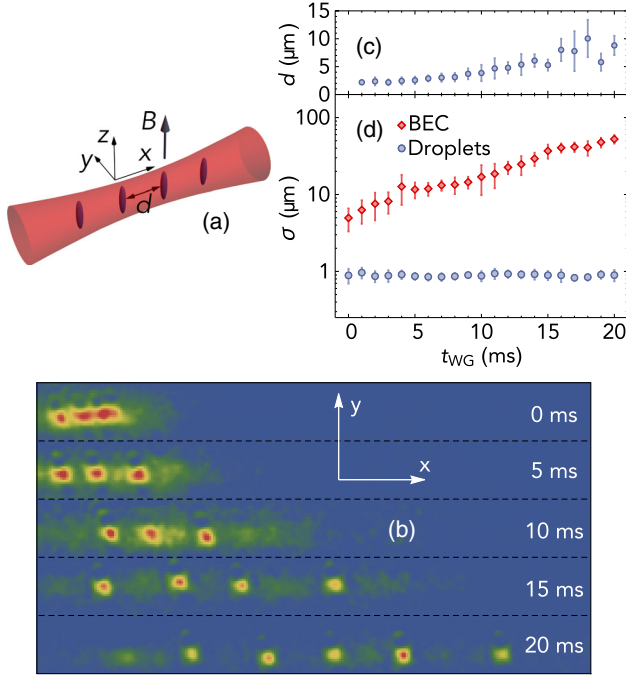 (a)
B
z
y
x
d
(c)
d (μm)
15
10
5
0
(d)
BEC
Droplets
σ (μm)
100
10
1
0 5 10 15 20
tWG (ms)
(b)
y
x
0 ms
5 ms
10 ms
15 ms
20 ms